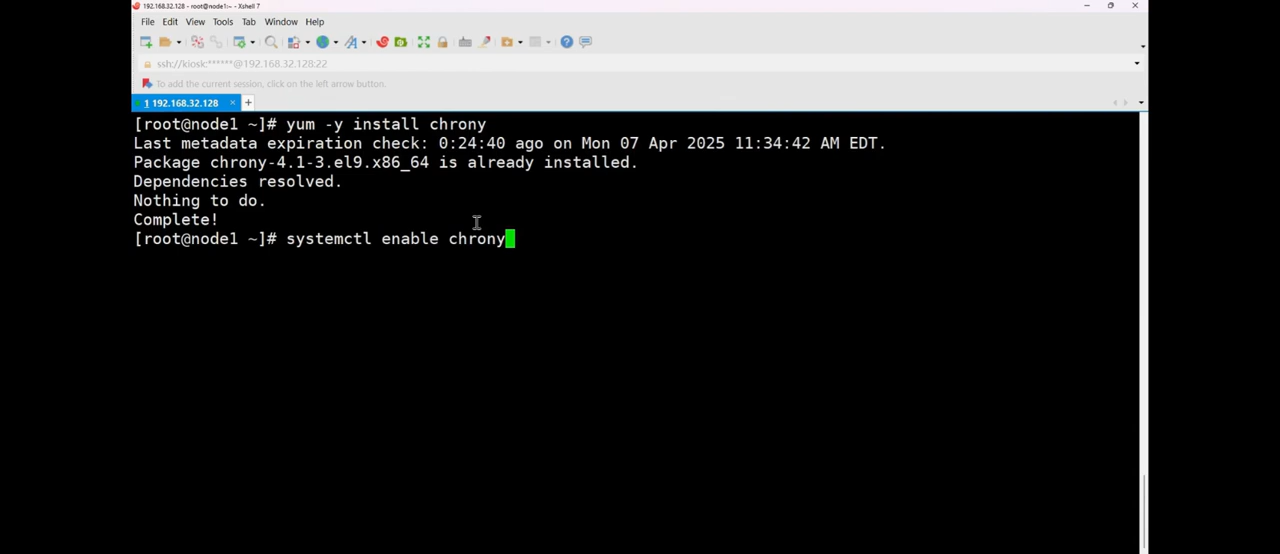 192.168.32.128 - root@node1:~ - Xshell 7
File Edit View Tools Tab Window Help
ssh://kiosk:******@192.168.32.128:22
To add the current session, click on the left arrow button.
1 192.168.32.128 × +
[root@node1 ~]# yum -y install chrony
Last metadata expiration check: 0:24:40 ago on Mon 07 Apr 2025 11:34:42 AM EDT.
Package chrony-4.1-3.el9.x86_64 is already installed.
Dependencies resolved.
Nothing to do.
Complete!
[root@node1 ~]# systemctl enable chrony